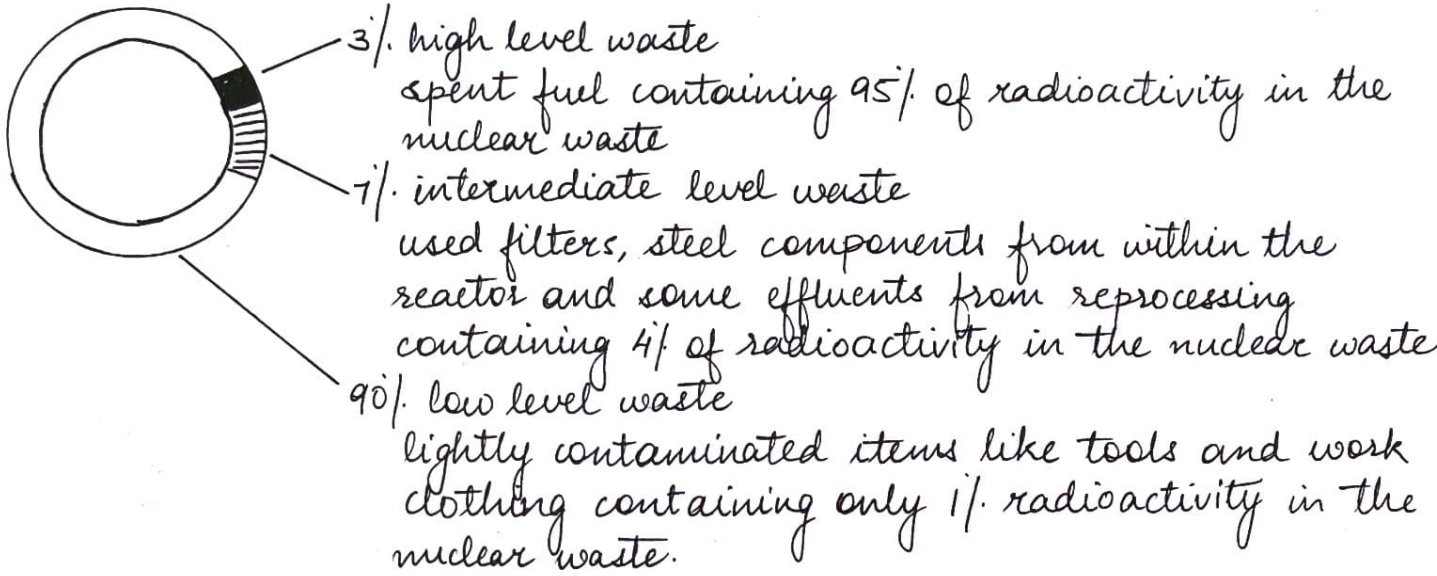 3%. high level waste
spent fuel containing 95%. of radioactivity in the
nuclear waste
7%. intermediate level waste
used filters, steel components from within the
reactor and some effluents from reprocessing
containing 4% of radioactivity in the nuclear waste
90%. low level waste
lightly contaminated items like tools and work
clothing containing only 1%. radioactivity in the
nuclear waste.